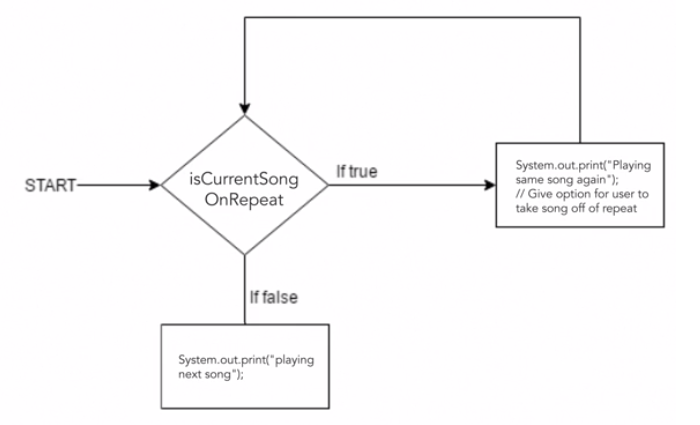 START
isCurrentSong
OnRepeat
If true
System.out.print("Playing
same song again");
// Give option for user to
take song off of repeat
If false
System.out.print("playing
next song");